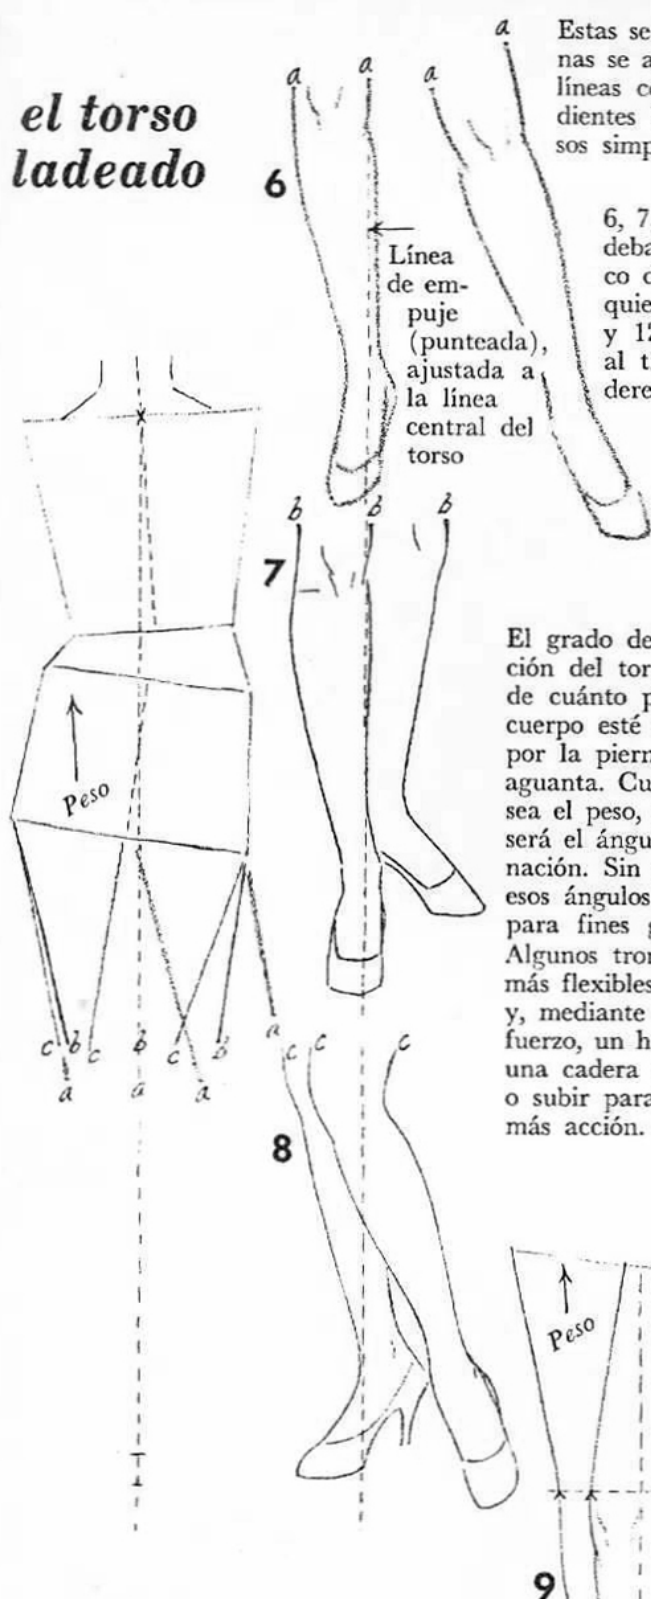 el torso
ladeado
a
a
a
a
6
Línea
de em-
puje
(punteada),
ajustada a
la línea
central del
torso
Estas se
nas se a
líneas co
dientes
sos simp
6, 7,
deba
co d
quie
y 12
al t
dere
x
Peso
c
b
a
c
b
a
c
a
b
a
7
b
b
b
El grado de
ción del tor
de cuánto p
cuerpo esté
por la piern
aguanta. Cu
sea el peso,
será el ángu
nación. Sin
esos ángulos
para fines g
Algunos tron
más flexibles
y, mediante
fuerzo, un h
una cadera
o subir para
más acción.
8
c
c
c
Peso
9